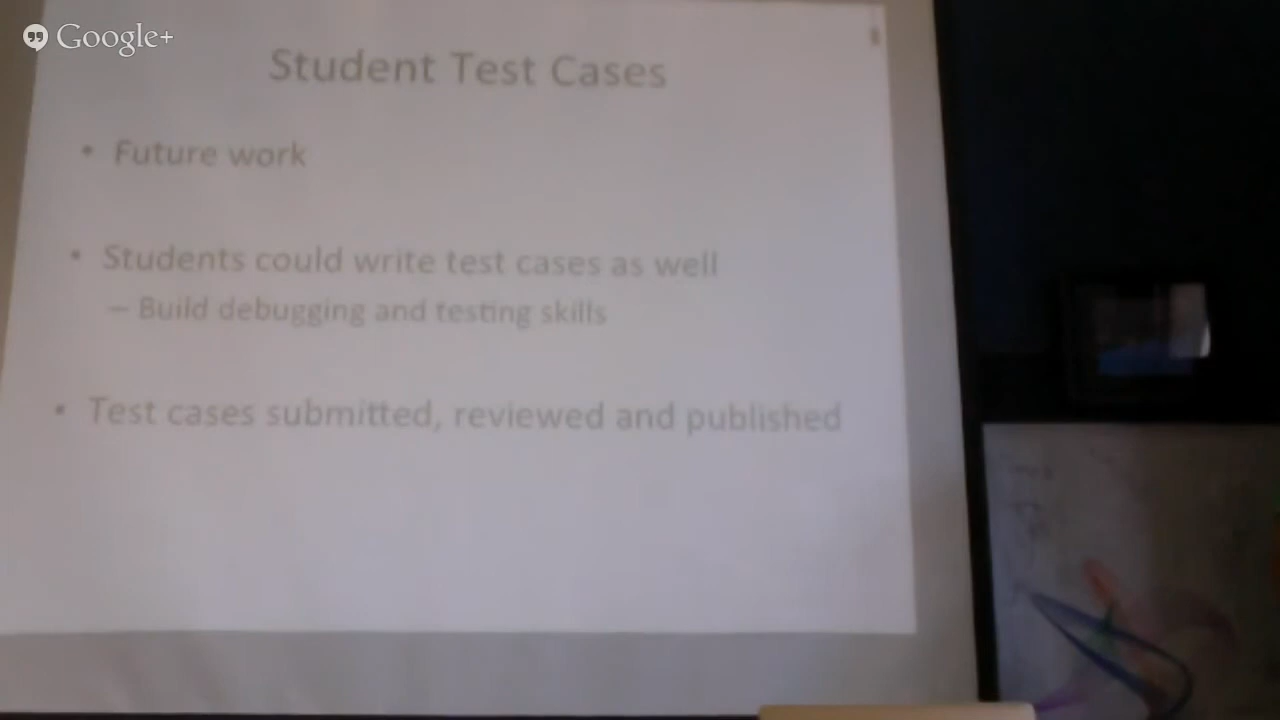 Google+
Student Test Cases
• Future work
• Students could write test cases as well
– Build debugging and testing skills
• Test cases submitted, reviewed and published